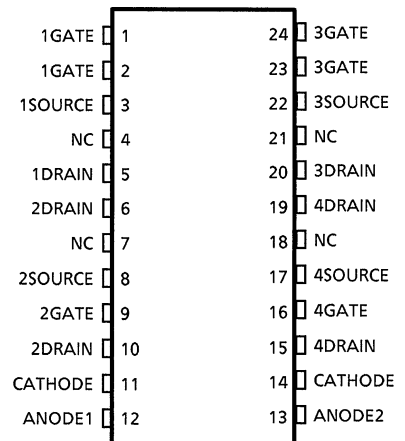 1GATE 1 24 3GATE
1GATE 2 23 3GATE
1SOURCE 3 22 3SOURCE
NC 4 21 NC
1DRAIN 5 20 3DRAIN
2DRAIN 6 19 4DRAIN
NC 7 18 NC
2SOURCE 8 17 4SOURCE
2GATE 9 16 4GATE
2DRAIN 10 15 4DRAIN
CATHODE 11 14 CATHODE
ANODE1 12 13 ANODE2